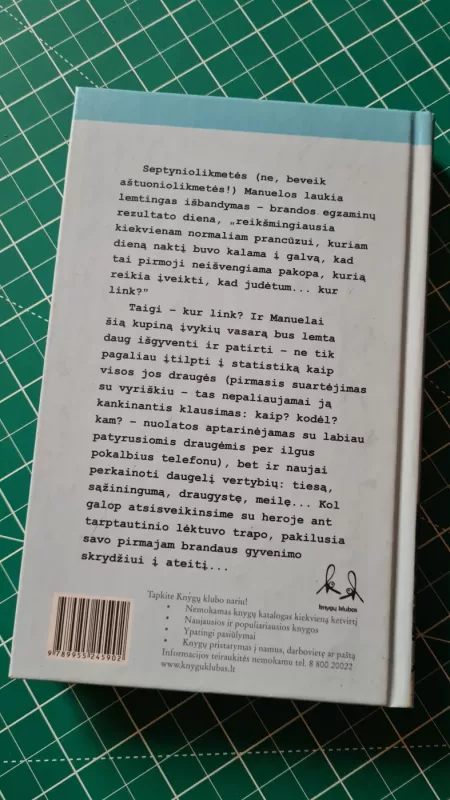 Septyniolikmetės (ne, beveik
aštuoniolikmetės!) Manuelos laukia
lemtingas išbandymas – brandos egzaminų
rezultato diena, „reikšmingiausia
kiekvienam normaliam prancūzui, kuriam
dieną naktį buvo kalama į galvą, kad
tai pirmoji neišvengiama pakopa, kurią
reikia įveikti, kad judėtum... kur
link?"
Taigi – kur link? Ir Manuelai
šią kupiną įvykių vasarą bus lemta
daug išgyventi ir patirti – ne tik
pagaliau įtilpti į statistiką kaip
visos jos draugės (pirmasis suartėjimas
su vyriškiu – tas nepaliaujamai ją
kankinantis klausimas: kaip? kodėl?
kam? – nuolatos aptarinėjamas su labiau
patyrusiomis draugėmis per ilgus
pokalbius telefonu), bet ir naujai
perkainoti daugelį vertybių: tiesą,
sąžiningumą, draugystę, meilę... Kol
galop atsisveikinsime su heroje ant
tarptautinio lėktuvo trapo, pakilusia
savo pirmajam brandaus gyvenimo
skrydžiui į ateitį...
knygų klubas
Tapkite Knygų klubo nariu!
• Nemokamas knygų katalogas kiekvieną ketvirtį
• Naujausios ir populiariausios knygos
• Ypatingi pasiūlymai
• Knygų pristatymas į namus, darbovietę ar paštą
Informacijos teiraukitės nemokamu tel. 8 800 20022
www.knyguklubas.lt
9 789955 245902